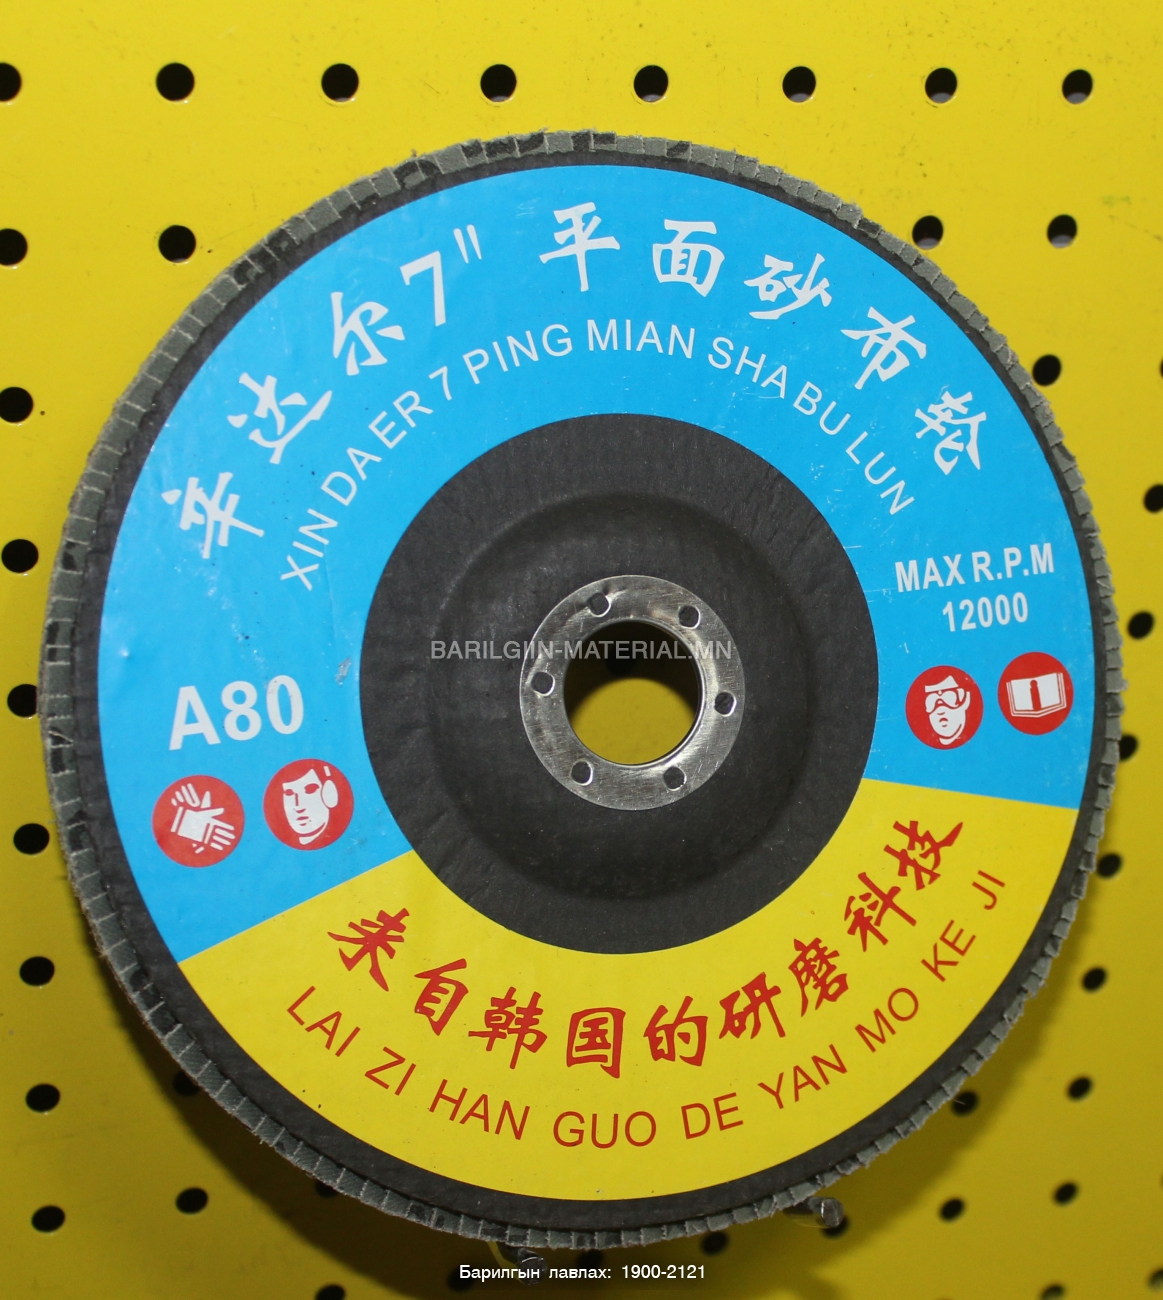 辛达尔7" 平面砂布轮
XIN DA ER 7 PING MIAN SHA BU LUN
MAX R.P.M
12000
BARILGIIN-MATERIAL.MN
A80
来自韩国的研磨科技
LAI ZI HAN GUO DE YAN MO KE JI
Барилгын лавлах: 1900-2121